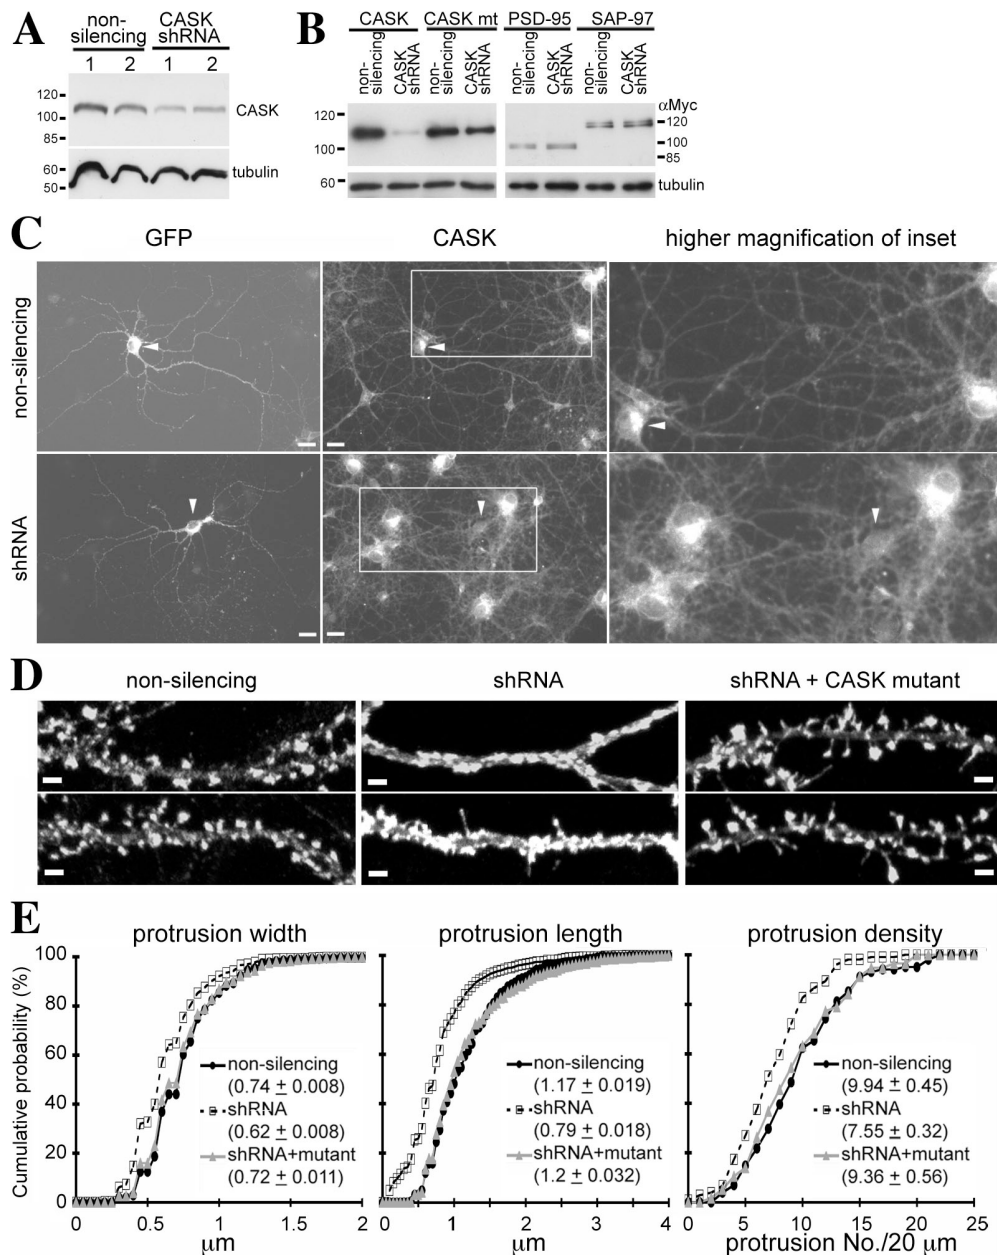 A
non-
silencing
CASK
shRNA
1 2 1 2
120
100
85
CASK
60
50
tubulin
B
CASK
CASK mt
PSD-95
SAP-97
non-
silencing
CASK
shRNA
non-
silencing
CASK
shRNA
non-
silencing
CASK
shRNA
non-
silencing
CASK
shRNA
αMyc
120
100
60
120
100
85
tubulin
C
GFP
CASK
higher magnification of inset
non-silencing
shRNA
D
non-silencing
shRNA
shRNA + CASK mutant
E
protrusion width
protrusion length
protrusion density
Cumulative probability (%)
100
80
60
40
20
0
non-silencing
(0.74 ± 0.008)
shRNA
(0.62 ± 0.008)
shRNA+mutant
(0.72 ± 0.011)
0 0.5 1 1.5 2
μm
non-silencing
(1.17 ± 0.019)
shRNA
(0.79 ± 0.018)
shRNA+mutant
(1.2 ± 0.032)
0 1 2 3 4
μm
non-silencing
(9.94 ± 0.45)
shRNA
(7.55 ± 0.32)
shRNA+mutant
(9.36 ± 0.56)
0 5 10 15 20 25
protrusion No./20 μm